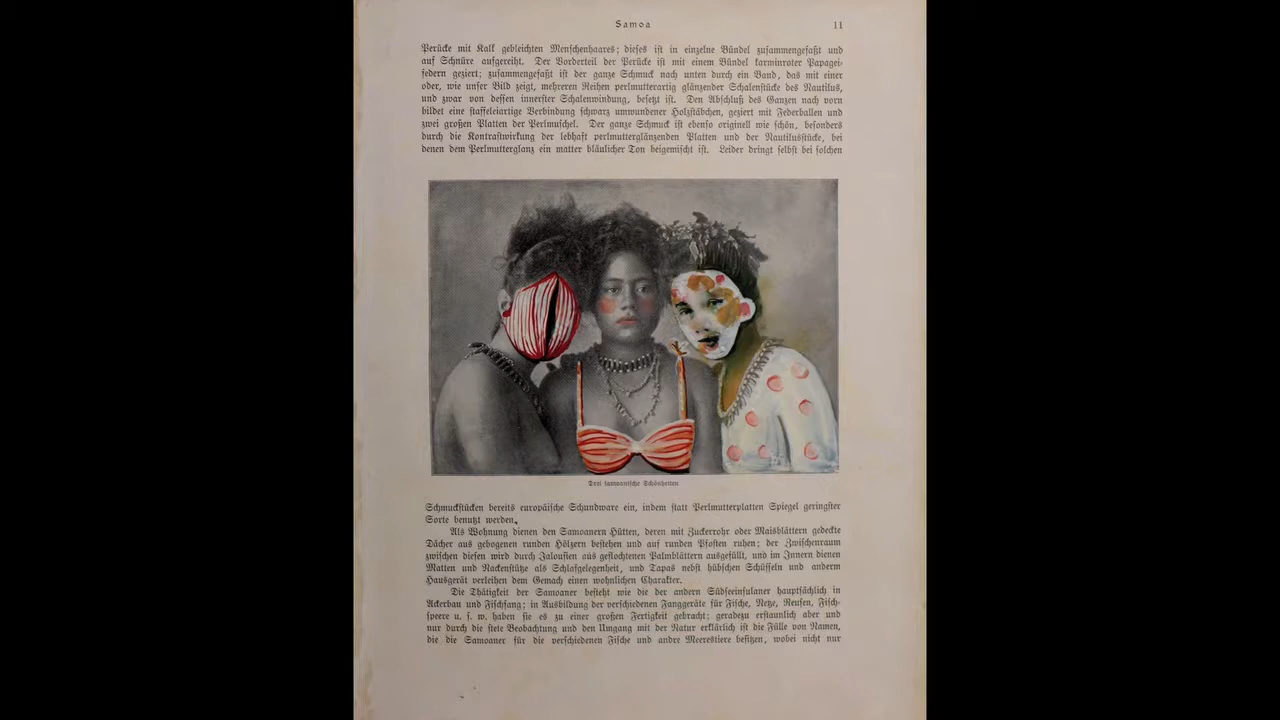 Samoa
11
Perücke mit Kalk gebleichten Menschenhaares; dieses ist in einzelne Bündel zusammengefaßt und
auf Schnüre aufgereiht. Der Vorderteil der Perücke ist mit einem Bündel karminroter Papagei-
federn geziert; zusammengefaßt ist der ganze Schmuck nach unten durch ein Band, das mit einer
oder, wie unser Bild zeigt, mehreren Reihen perlmutterartig glänzender Schalenstücke des Nautilus,
und zwar von dessen innerster Schalenwindung, besetzt ist. Den Abschluß des Ganzen nach vorn
bildet eine staffeleiartige Verbindung schwarz umwundener Holzstäbchen, geziert mit Federballen und
zwei großen Platten der Perlmuschel. Der ganze Schmuck ist ebenso originell wie schön, besonders
durch die Kontrastwirkung der lebhaft perlmutterglänzenden Platten und der Nautilusstücke, bei
denen dem Perlmutterglanz ein matter bläulicher Ton beigemischt ist. Leider dringt selbst bei solchen
Drei samoanische Schönheiten
Schmuckstücken bereits europäische Schundware ein, indem statt Perlmutterplatten Spiegel geringster
Sorte benutzt werden.
Als Wohnung dienen den Samoanern Hütten, deren mit Zuckerrohr oder Maisblättern gedeckte
Dächer aus gebogenen runden Hölzern bestehen und auf runden Pfosten ruhen; der Zwischenraum
zwischen diesen wird durch Jalousien aus geflochtenen Palmblättern ausgefüllt, und im Innern dienen
Matten und Nackenstütze als Schlafgelegenheit, und Tapas nebst hübschen Schüsseln und anderm
Hausgerät verleihen dem Gemach einen wohnlichen Charakter.
Die Thätigkeit der Samoaner besteht wie die der andern Südseeinsulaner hauptsächlich in
Ackerbau und Fischfang; in Ausbildung der verschiedenen Fanggeräte für Fische, Netze, Reusen, Fisch-
speere u. s. w. haben sie es zu einer großen Fertigkeit gebracht; geradezu erstaunlich aber und
nur durch die stete Beobachtung und den Umgang mit der Natur erklärlich ist die Fülle von Namen,
die die Samoaner für die verschiedenen Fische und andre Meerestiere besitzen, wobei nicht nur